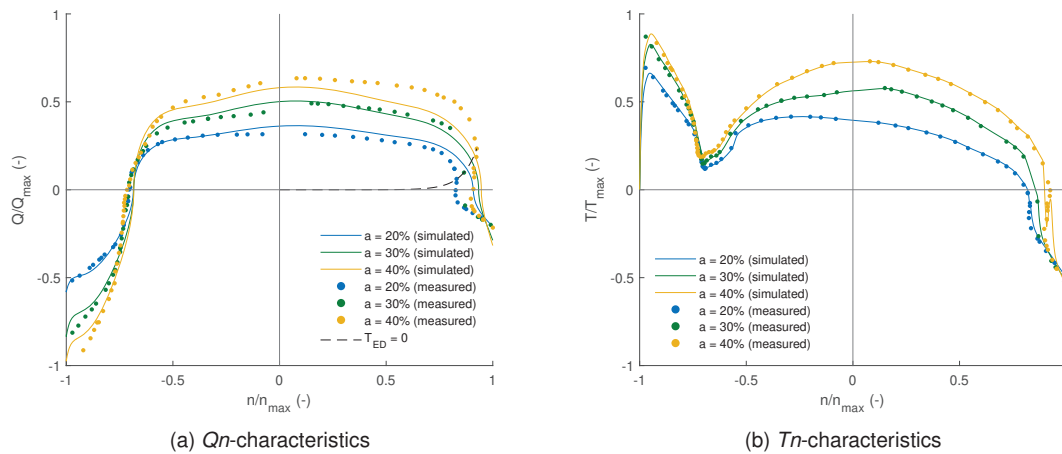 1
0.5
0
-0.5
-1
Q/Q_max (-)
-1
-0.5
0
0.5
1
n/n_max (-)
a = 20% (simulated)
a = 30% (simulated)
a = 40% (simulated)
a = 20% (measured)
a = 30% (measured)
a = 40% (measured)
T_ED = 0
(a) Qn-characteristics
1
0.5
0
-0.5
-1
T/T_max (-)
-1
-0.5
0
0.5
n/n_max (-)
a = 20% (simulated)
a = 30% (simulated)
a = 40% (simulated)
a = 20% (measured)
a = 30% (measured)
a = 40% (measured)
(b) Tn-characteristics